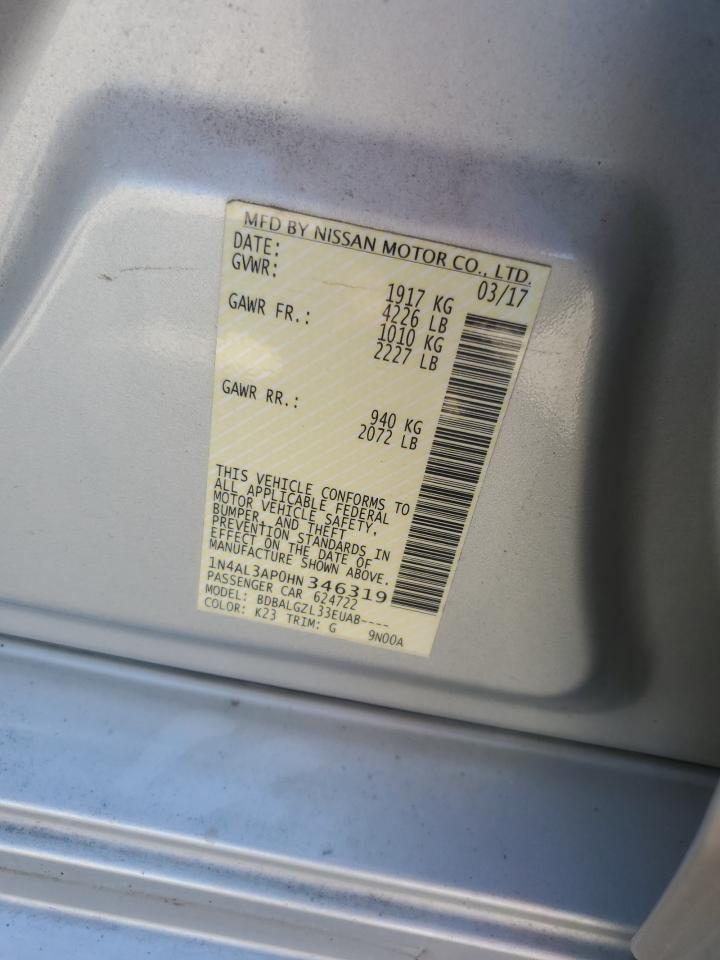 MFD BY NISSAN MOTOR CO., LTD.
DATE: 03/17
GVWR: 1917 KG
4226 LB
GAWR FR.: 1010 KG
2227 LB
GAWR RR.: 940 KG
2072 LB
THIS VEHICLE CONFORMS TO
ALL APPLICABLE FEDERAL
MOTOR VEHICLE SAFETY,
BUMPER, AND THEFT
PREVENTION STANDARDS IN
EFFECT ON THE DATE OF
MANUFACTURE SHOWN ABOVE.
1N4AL3AP0HN 346319
PASSENGER CAR 624722
MODEL: BDBALGZL33EUAB----
COLOR: K23 TRIM: G 9N00A